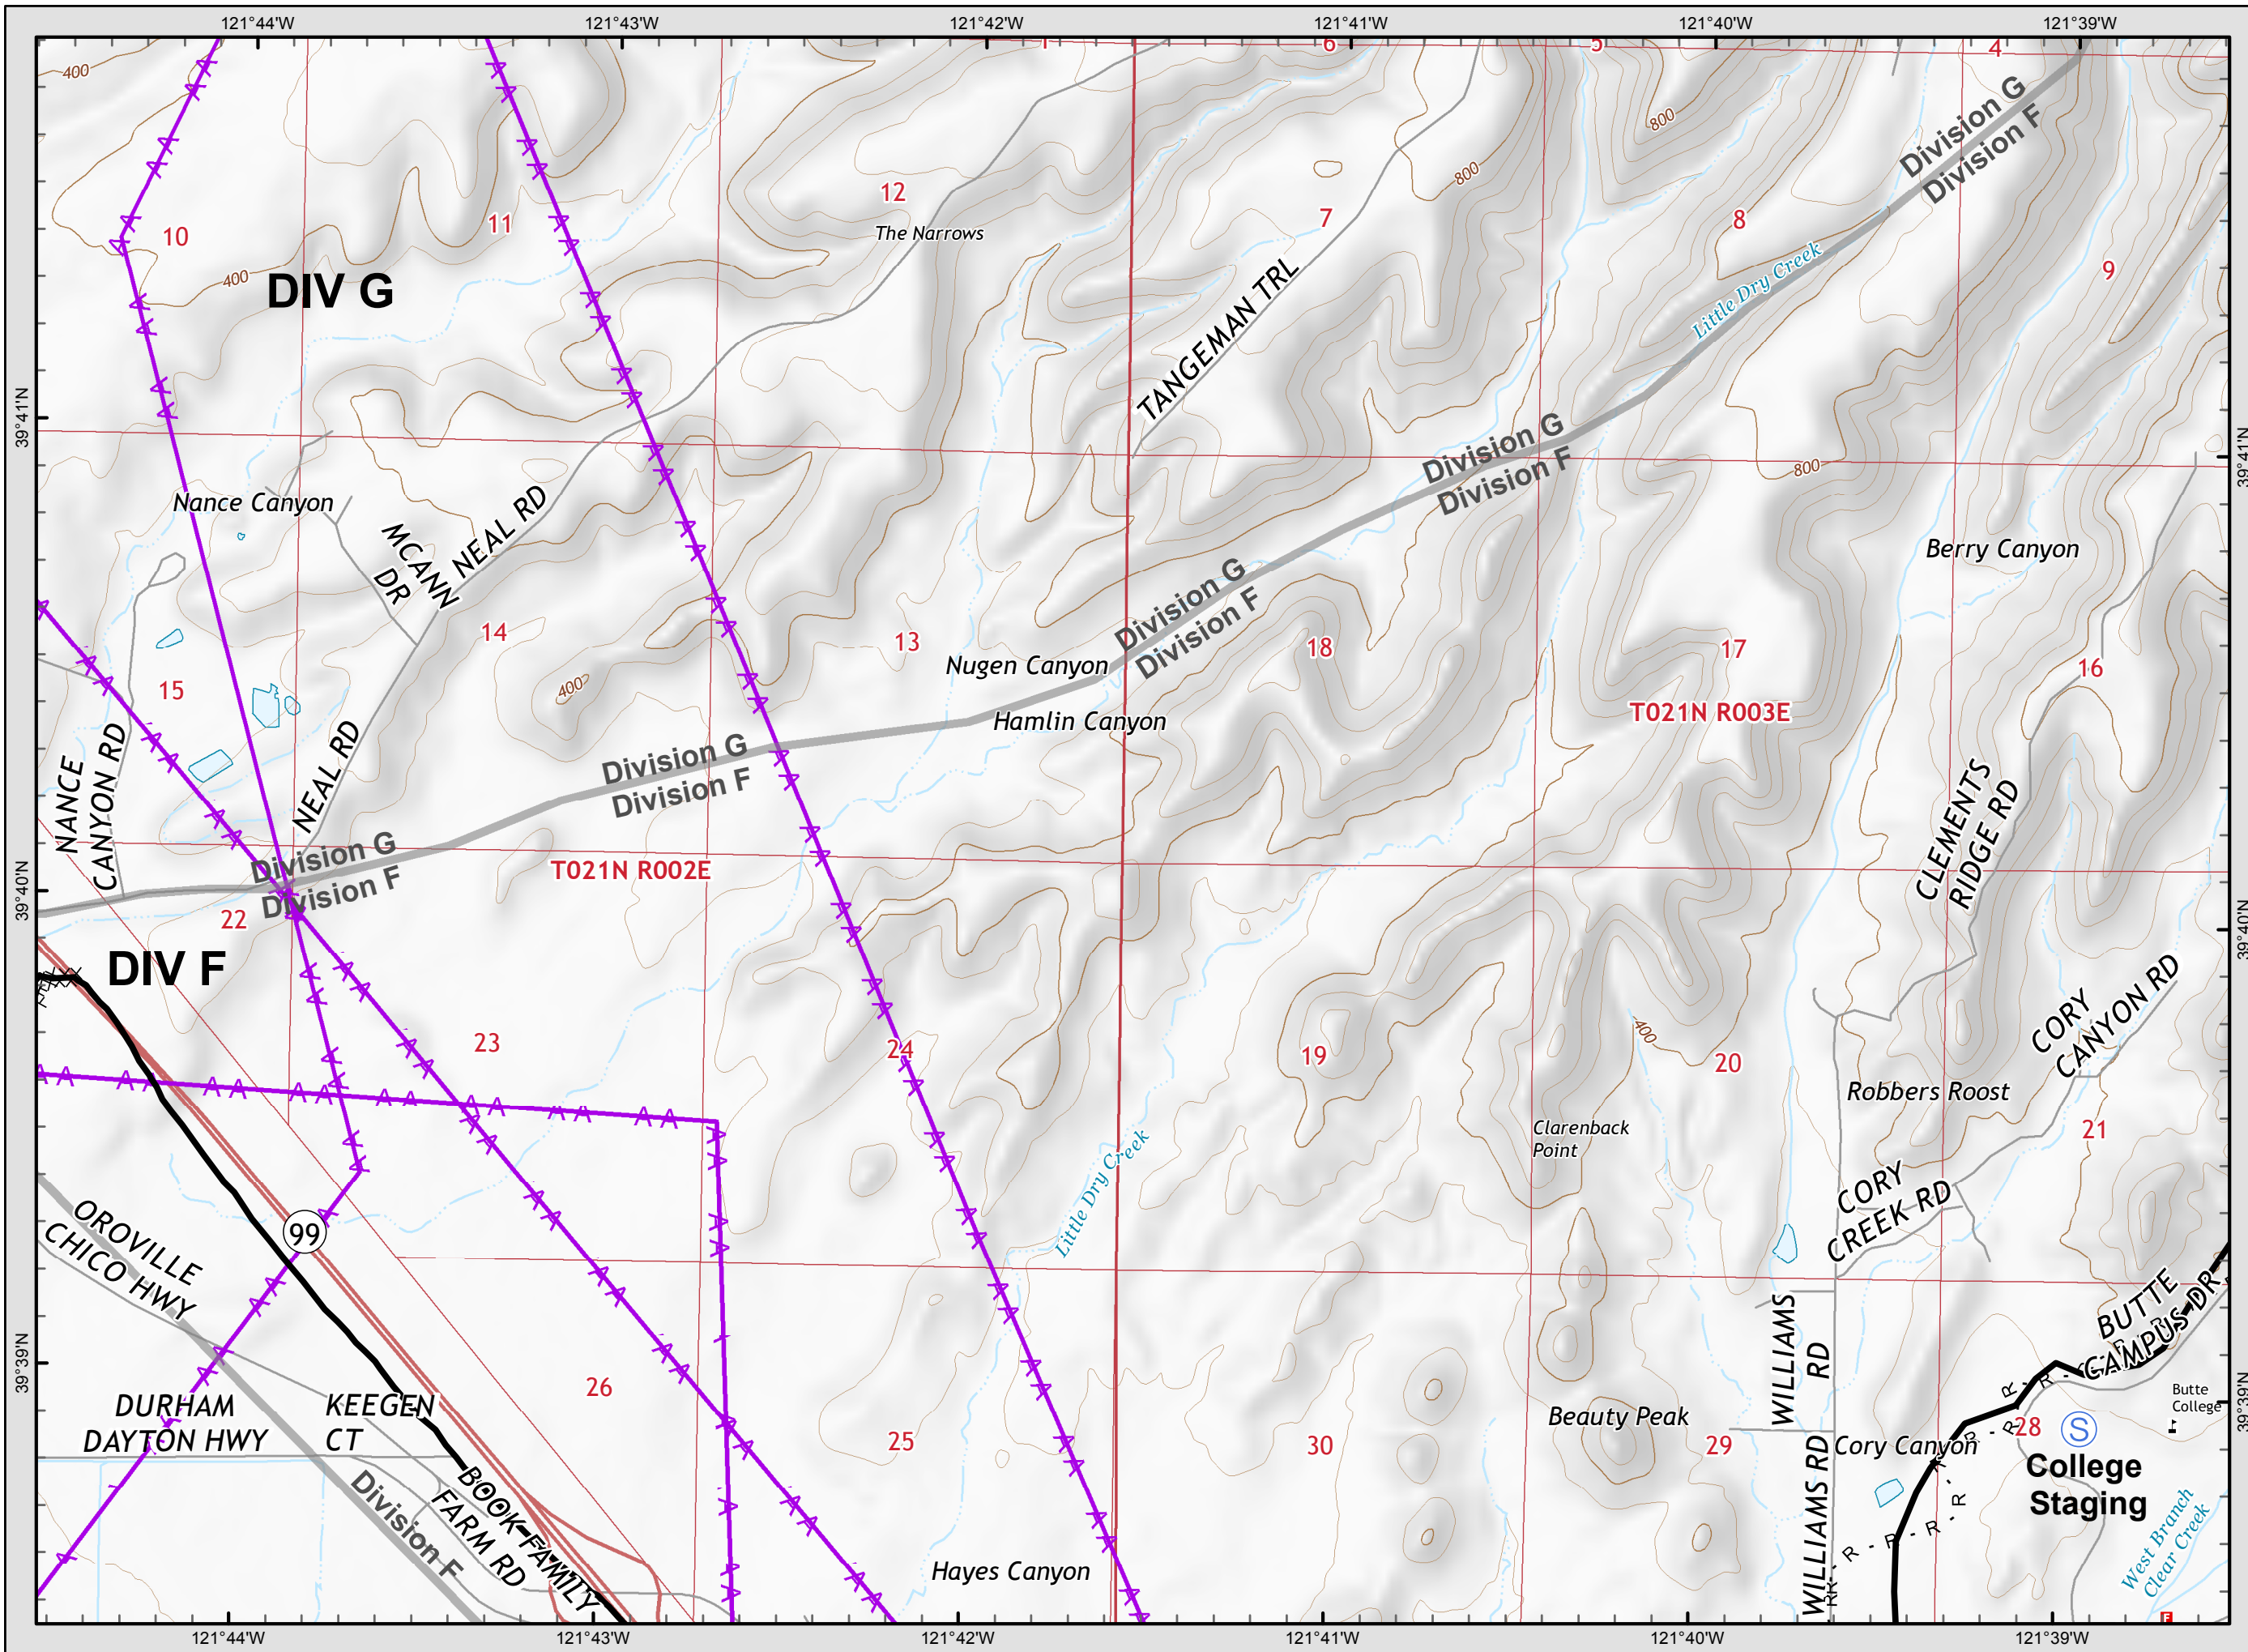 121°44'W
121°43'W
121°42'W
121°41'W
121°40'W
121°39'W
6
5
4
400
800
Division G
Division F
800
12
The Narrows
7
8
10
11
9
400
DIV G
Little Dry Creek
TANGEMAN TRL
39°41'N
39°41'N
Division G
Division F
800
Nance Canyon
NEAL RD
MCANN
DR
Berry Canyon
Division G
Division F
14
13
18
17
16
Nugen Canyon
15
400
T021N R003E
Hamlin Canyon
NANCE
CANYON RD
NEAL RD
Division G
Division F
CLEMENTS
RIDGE RD
Division G
Division F
T021N R002E
39°40'N
39°40'N
22
DIV F
CORY
CANYON RD
23
24
19
400
20
Robbers Roost
Clarenback
Point
21
Little Dry Creek
CORY
CREEK RD
OROVILLE
CHICO HWY
99
BUTTE
CAMPUS DR
WILLIAMS
RD
39°39'N
39°39'N
26
DURHAM
DAYTON HWY
KEEGEN
CT
Butte
College
Beauty Peak
25
30
29
28
S
Cory Canyon
College
Staging
WILLIAMS RD
R - R - R - R
Division F
BOOK FAMILY
FARM RD
Hayes Canyon
West Branch
Clear Creek
F
121°44'W
121°43'W
121°42'W
121°41'W
121°40'W
121°39'W